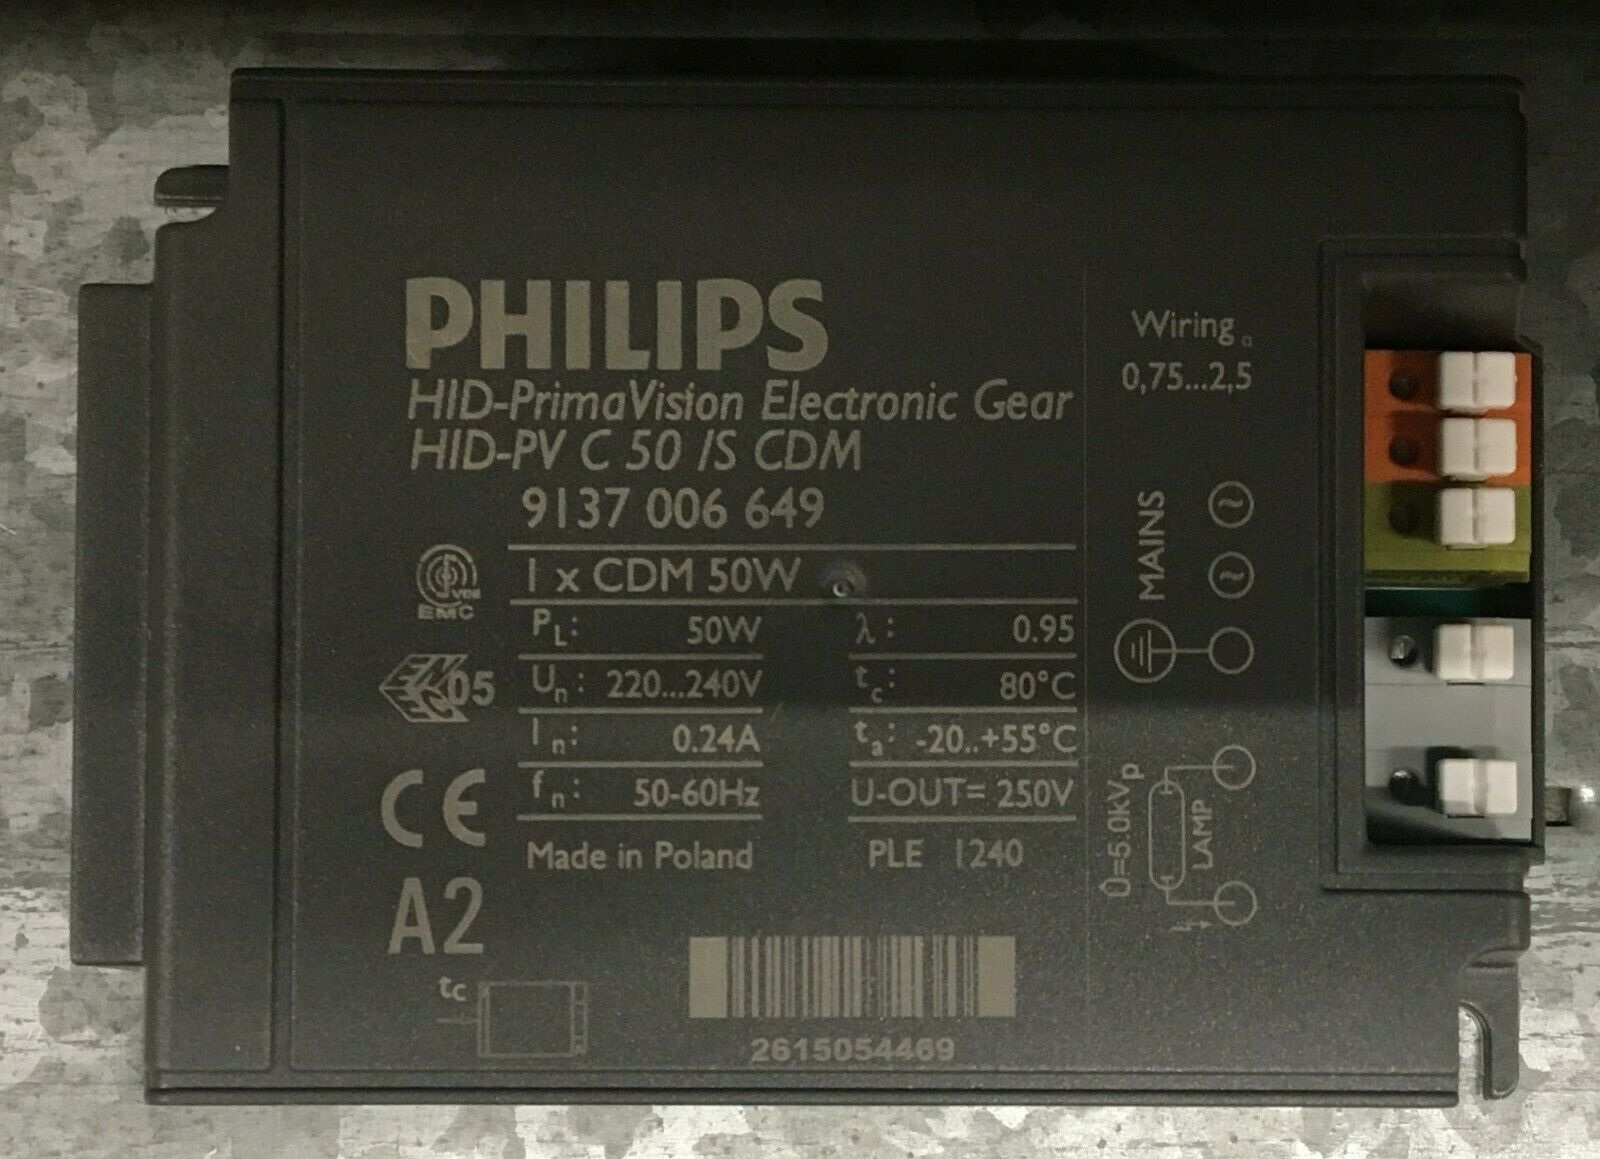 PHILIPS
HID-PrimaVision Electronic Gear
HID-PV C 50 /S CDM
9137 006 649
1 x CDM 50W
PL: 50W
Un: 220...240V
In: 0.24A
fn: 50-60Hz
Made in Poland
λ: 0.95
tc: 80°C
ta: -20..+55°C
U-OUT= 250V
PLE 1240
VDE
EMC
ENEC 05
CE
A2
tc
2615054469
Wiring
0,75...2,5
MAINS
Û=5.0kVp
LAMP